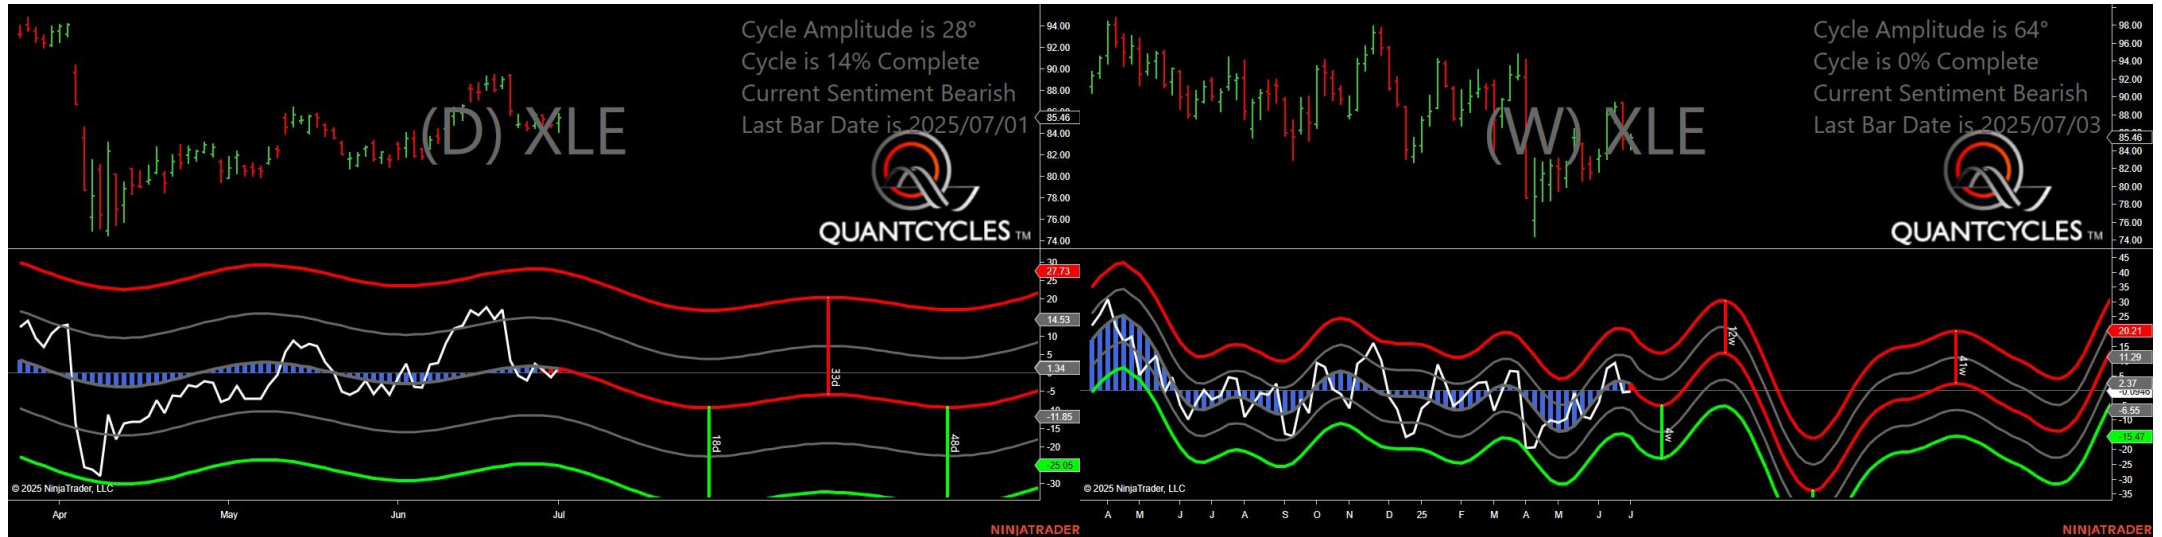 Cycle Amplitude is 28°
Cycle is 14% Complete
Current Sentiment Bearish
Last Bar Date is 2025/07/01
(D) XLE
QUANTCYCLES TM
94.00
92.00
90.00
88.00
85.46
84.00
82.00
80.00
78.00
76.00
74.00
30
27.73
25
20
14.53
10
5
1.34
-5
-11.85
-15
-20
-25.05
-30
33d
18d
48d
© 2025 NinjaTrader, LLC
Apr May Jun Jul
NINJATRADER
Cycle Amplitude is 64°
Cycle is 0% Complete
Current Sentiment Bearish
Last Bar Date is 2025/07/03
(W) XLE
QUANTCYCLES TM
98.00
96.00
94.00
92.00
90.00
88.00
85.46
84.00
82.00
80.00
78.00
76.00
74.00
45
40
35
30
25
20.21
15
11.29
2.37
-0.0946
-6.55
-10
-15.47
-20
-25
-30
-35
12w
41w
4w
© 2025 NinjaTrader, LLC
A M J J A S O N D 25 F M A M J J
NINJATRADER